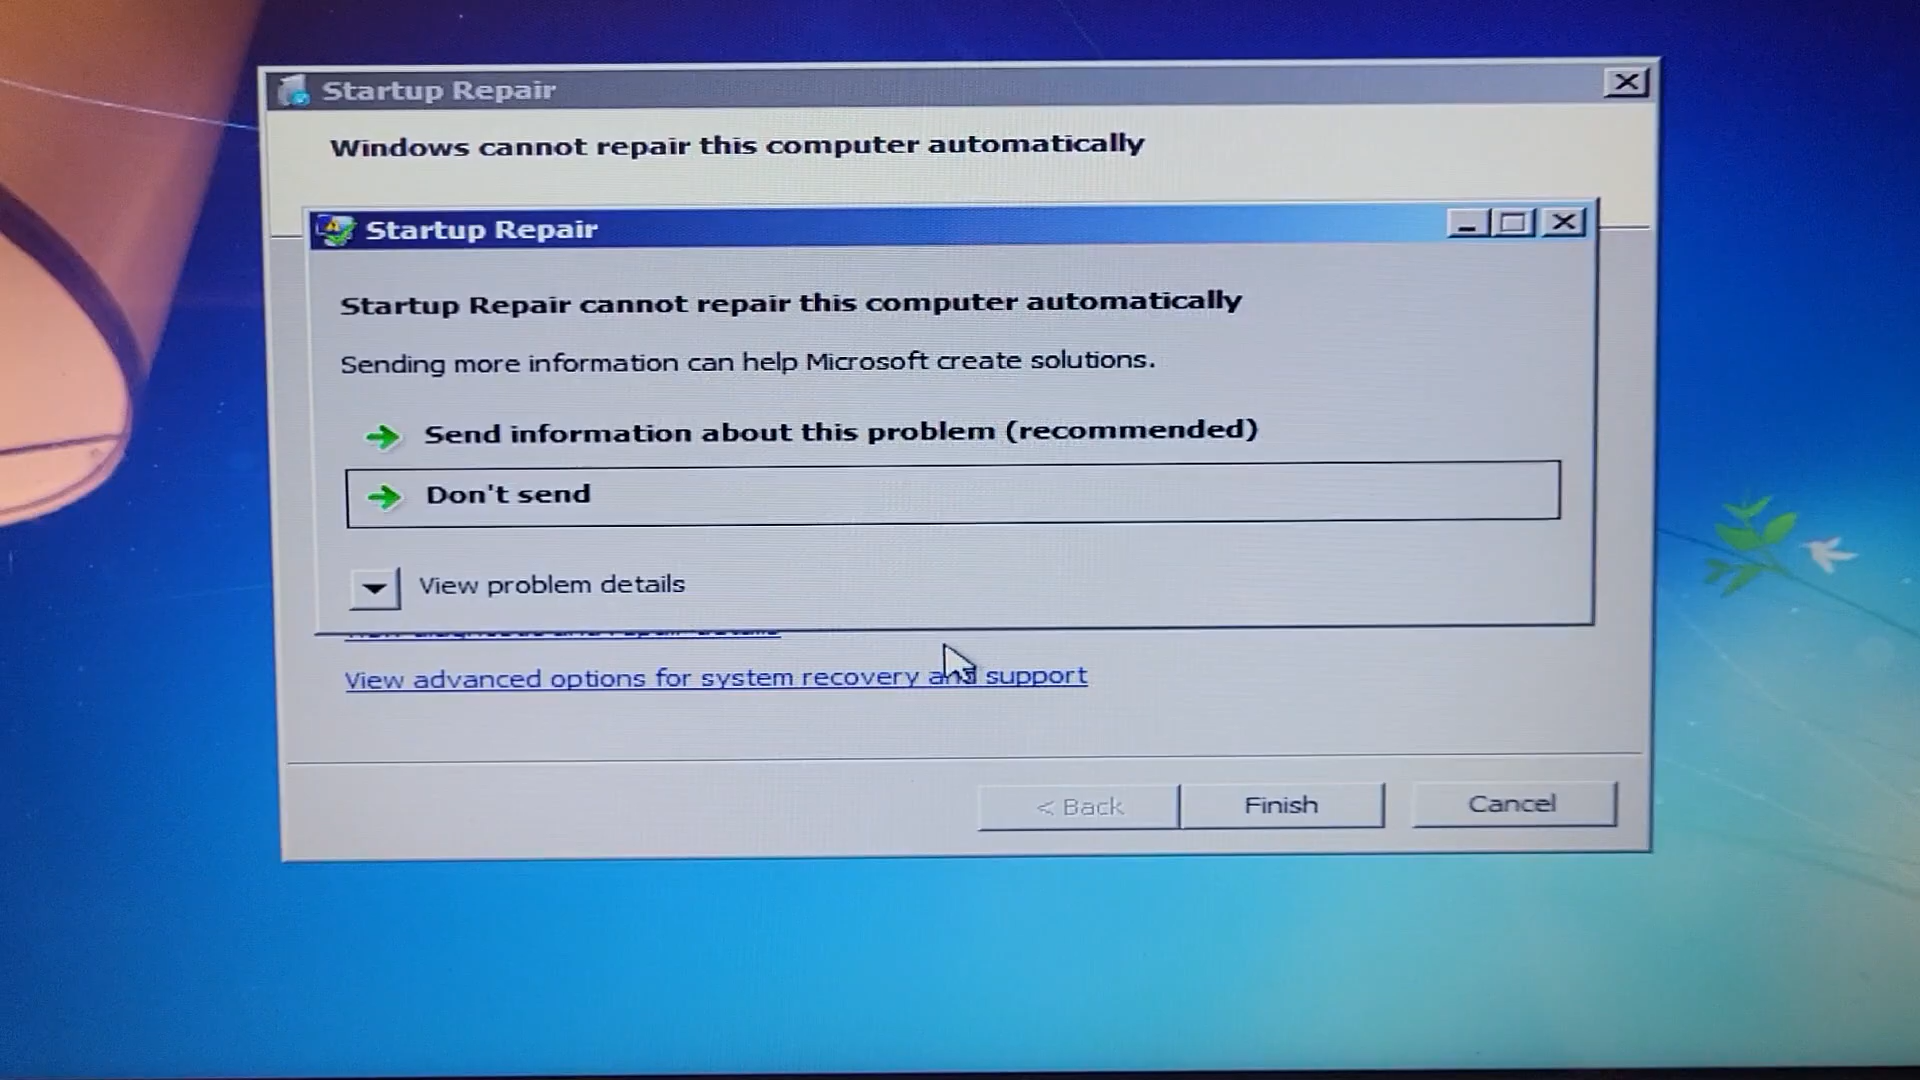 Startup Repair
Windows cannot repair this computer automatically
Startup Repair
Startup Repair cannot repair this computer automatically
Sending more information can help Microsoft create solutions.
Send information about this problem (recommended)
Don't send
View problem details
View advanced options for system recovery and support
< Back
Finish
Cancel